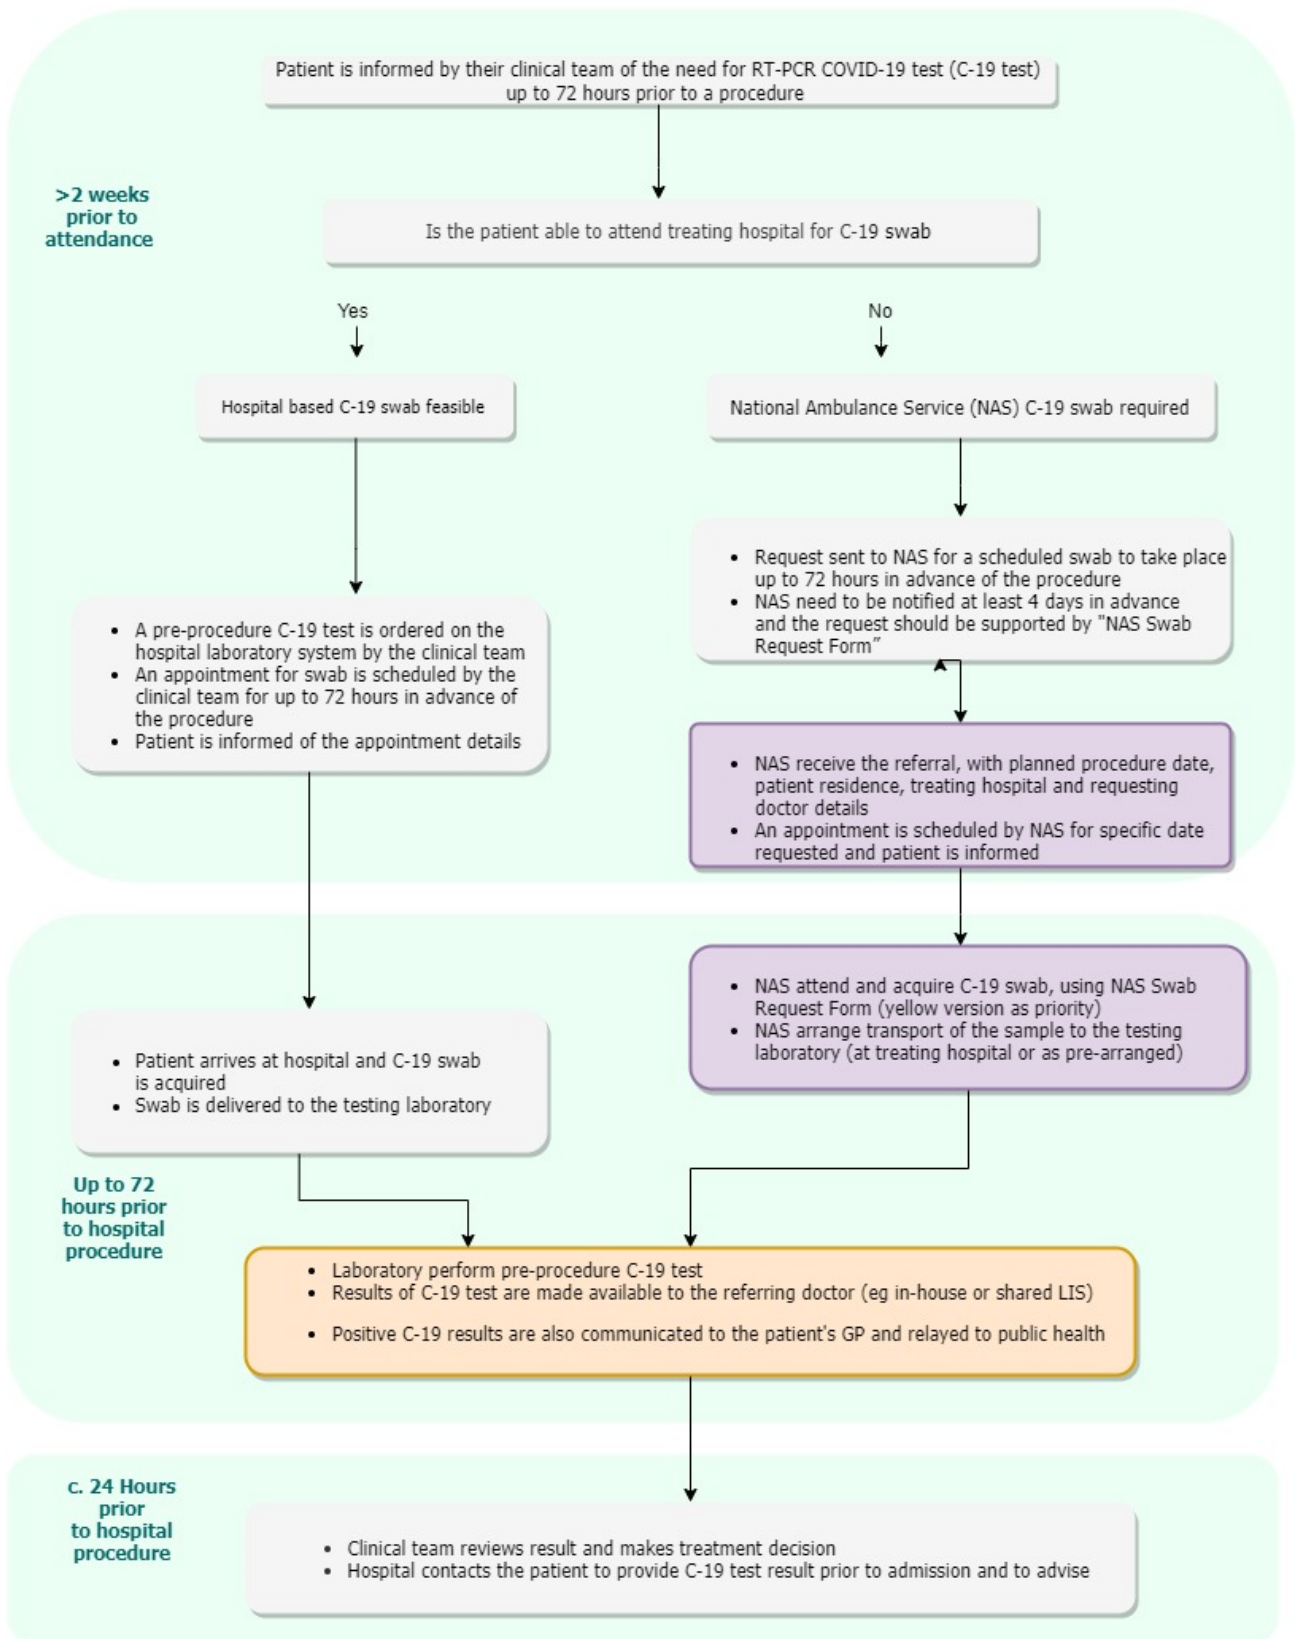 Patient is informed by their clinical team of the need for RT-PCR COVID-19 test (C-19 test)
up to 72 hours prior to a procedure
>2 weeks
prior to
attendance
Is the patient able to attend treating hospital for C-19 swab
Yes
No
Hospital based C-19 swab feasible
National Ambulance Service (NAS) C-19 swab required
• Request sent to NAS for a scheduled swab to take place
up to 72 hours in advance of the procedure
• NAS need to be notified at least 4 days in advance
and the request should be supported by "NAS Swab
Request Form”
• A pre-procedure C-19 test is ordered on the
hospital laboratory system by the clinical team
• An appointment for swab is scheduled by the
clinical team for up to 72 hours in advance of
the procedure
• Patient is informed of the appointment details
• NAS receive the referral, with planned procedure date,
patient residence, treating hospital and requesting
doctor details
• An appointment is scheduled by NAS for specific date
requested and patient is informed
• NAS attend and acquire C-19 swab, using NAS Swab
Request Form (yellow version as priority)
• NAS arrange transport of the sample to the testing
laboratory (at treating hospital or as pre-arranged)
• Patient arrives at hospital and C-19 swab
is acquired
• Swab is delivered to the testing laboratory
Up to 72
hours prior
to hospital
procedure
• Laboratory perform pre-procedure C-19 test
• Results of C-19 test are made available to the referring doctor (eg in-house or shared LIS)
• Positive C-19 results are also communicated to the patient's GP and relayed to public health
c. 24 Hours
prior
to hospital
procedure
• Clinical team reviews result and makes treatment decision
• Hospital contacts the patient to provide C-19 test result prior to admission and to advise